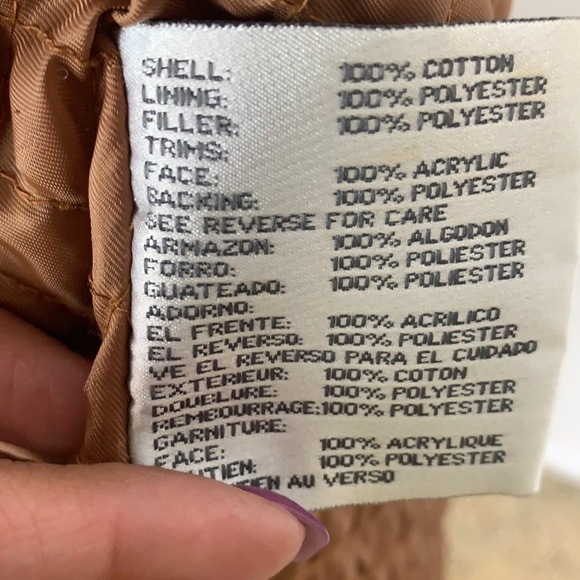 SHELL: 100% COTTON
LINING: 100% POLYESTER
FILLER: 100% POLYESTER
TRIMS:
FACE: 100% ACRYLIC
BACKING: 100% POLYESTER
SEE REVERSE FOR CARE
ARMAZON: 100% ALGODON
FORRO: 100% POLIESTER
GUATEADO: 100% POLIESTER
ADORNO:
EL FRENTE: 100% ACRILICO
EL REVERSO: 100% POLIESTER
VE EL REVERSO PARA EL CUIDADO
EXTERIEUR: 100% COTON
DOUBLURE: 100% POLYESTER
REMBOURRAGE: 100% POLYESTER
GARNITURE:
FACE: 100% ACRYLIQUE
100% POLYESTER
AU VERSO